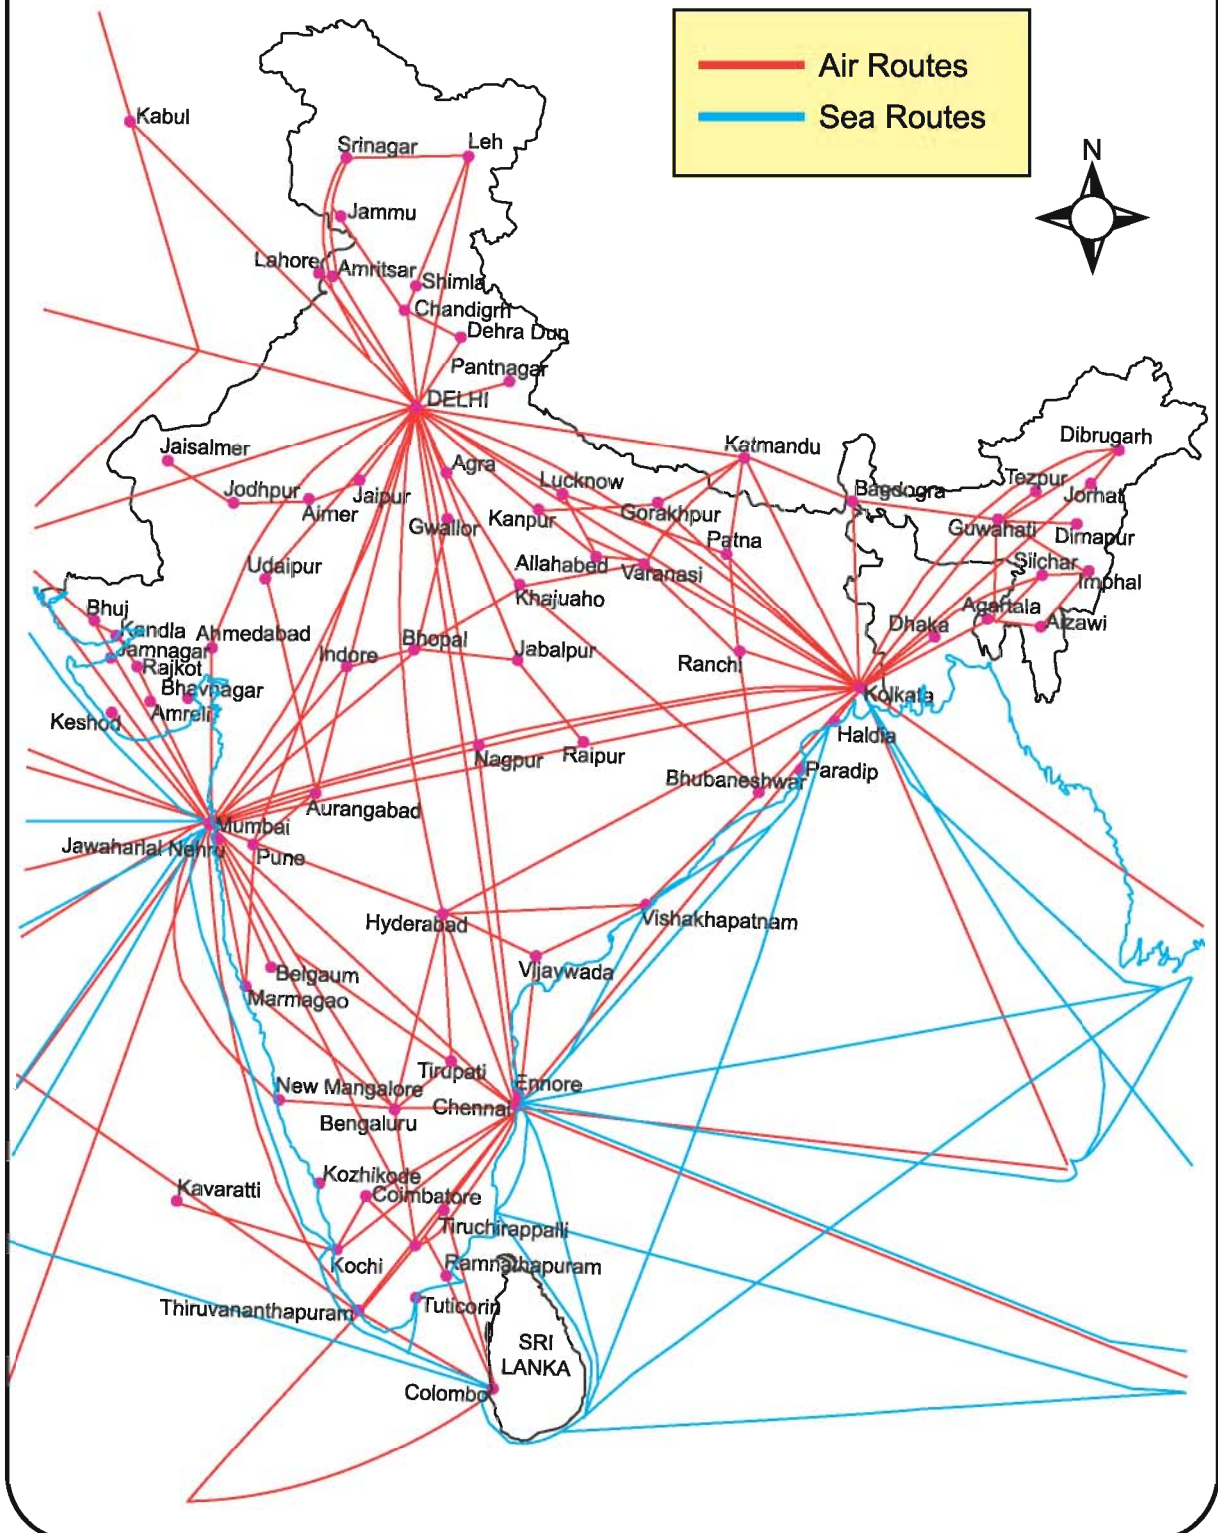 Air Routes
Sea Routes
N
Kabul
Srinagar
Leh
Jammu
Lahore
Amritsar
Shimla
Chandigrh
Dehra Dun
Pantnagar
DELHI
Jaisalmer
Jodhpur
Ajmer
Jaipur
Agra
Gwallor
Lucknow
Kanpur
Gorakhpur
Katmandu
Bagdogra
Dibrugarh
Tezpur
Jorhat
Guwahati
Dimapur
Silchar
Imphal
Patna
Allahabed
Varanasi
Khajuaho
Udaipur
Bhuj
Kandla
Ahmedabad
Jamnagar
Rajkot
Bhavnagar
Amreli
Keshod
Indore
Bhopal
Jabalpur
Ranchi
Dhaka
Agartala
Aizawi
Kolkata
Haldia
Nagpur
Raipur
Bhubaneshwar
Paradip
Aurangabad
Mumbai
Jawaharlal Nehru
Pune
Hyderabad
Vishakhapatnam
Vijaywada
Belgaum
Marmagao
Tirupati
Ennore
New Mangalore
Chennai
Bengaluru
Kozhikode
Coimbatore
Kavaratti
Tiruchirappalli
Kochi
Ramnathapuram
Thiruvananthapuram
Tuticorin
SRI
LANKA
Colombo